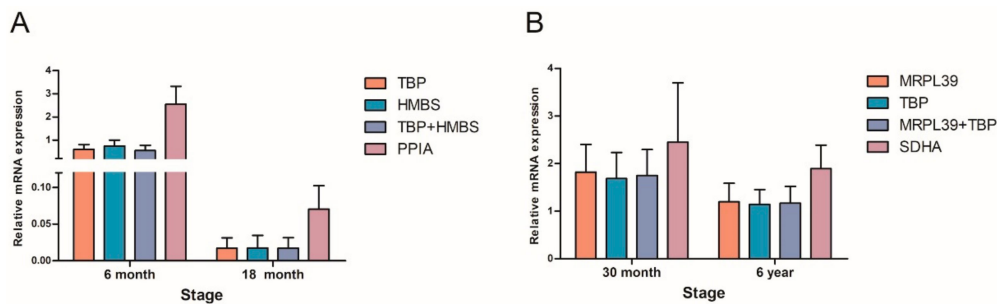 A
Relative mRNA expression
4
3
2
1
0.10
0.05
0.00
6 month
18 month
Stage
TBP
HMBS
TBP+HMBS
PPIA
B
Relative mRNA expression
4
3
2
1
0
30 month
6 year
Stage
MRPL39
TBP
MRPL39+TBP
SDHA